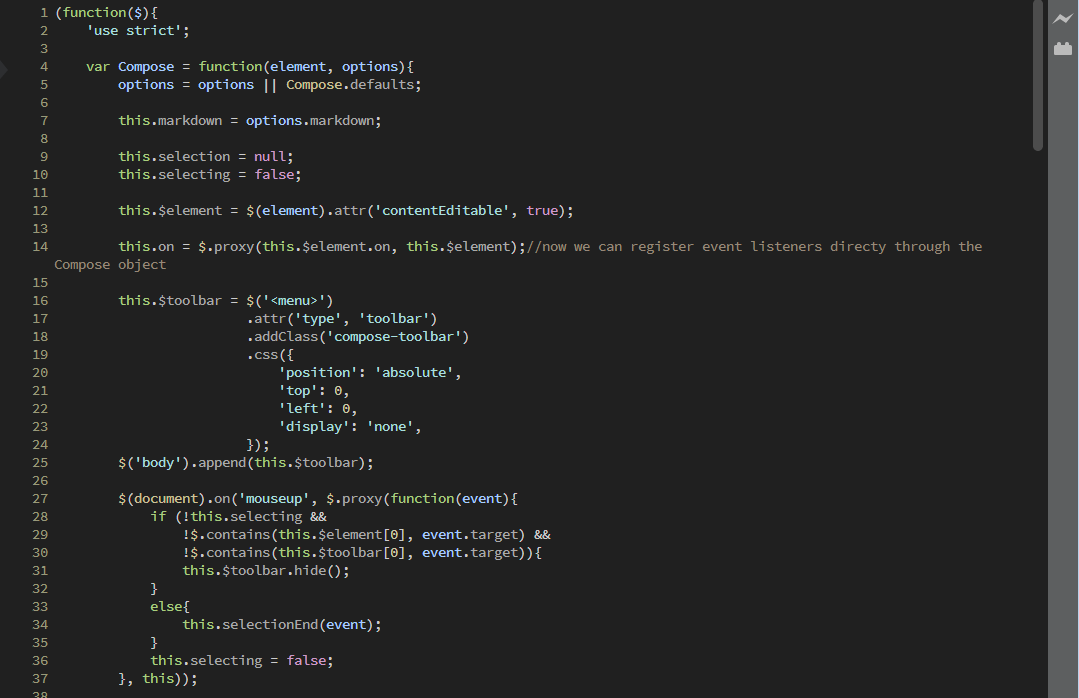 1 (function($){
2     'use strict';
3
4     var Compose = function(element, options){
5         options = options || Compose.defaults;
6
7         this.markdown = options.markdown;
8
9         this.selection = null;
10         this.selecting = false;
11
12         this.$element = $(element).attr('contentEditable', true);
13
14         this.on = $.proxy(this.$element.on, this.$element);//now we can register event listeners directy through the
Compose object
15
16         this.$toolbar = $('<menu>')
17                         .attr('type', 'toolbar')
18                         .addClass('compose-toolbar')
19                         .css({
20                             'position': 'absolute',
21                             'top': 0,
22                             'left': 0,
23                             'display': 'none',
24                         });
25         $('body').append(this.$toolbar);
26
27         $(document).on('mouseup', $.proxy(function(event){
28             if (!this.selecting &&
29                 !$.contains(this.$element[0], event.target) &&
30                 !$.contains(this.$toolbar[0], event.target)){
31                 this.$toolbar.hide();
32             }
33             else{
34                 this.selectionEnd(event);
35             }
36             this.selecting = false;
37         }, this));
38